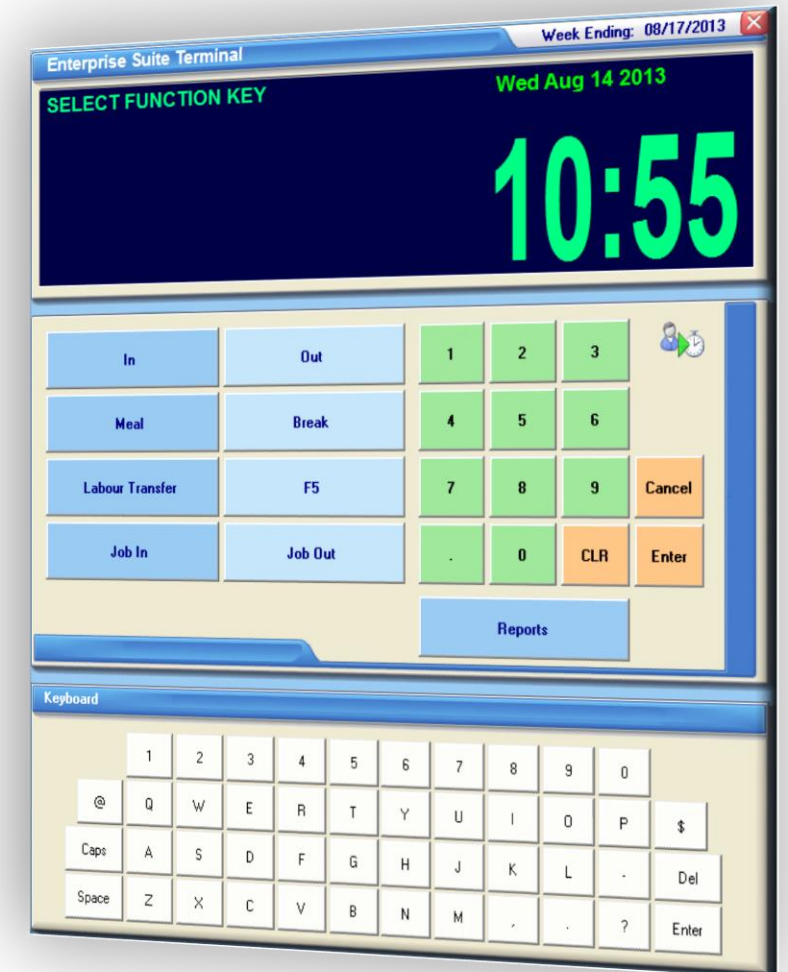 Week Ending: 08/17/2013
Enterprise Suite Terminal
SELECT FUNCTION KEY
Wed Aug 14 2013
10:55
In Out 1 2 3
Meal Break 4 5 6
Labour Transfer F5 7 8 9 Cancel
Job In Job Out . 0 CLR Enter
Reports
Keyboard
1 2 3 4 5 6 7 8 9 0
@ Q W E R T Y U I O P $
Caps A S D F G H J K L - Del
Space Z X C V B N M , . ? Enter